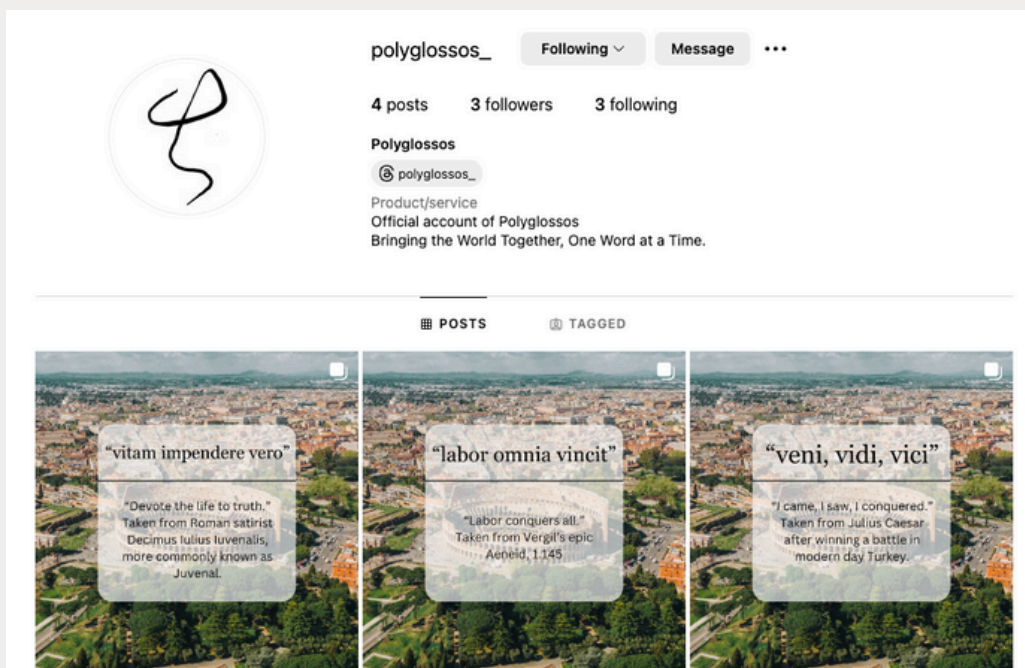 polyglossos_ Following Message
4 posts 3 followers 3 following
Polyglossos
polyglossos_
Product/service
Official account of Polyglossos
Bringing the World Together, One Word at a Time.
POSTS TAGGED
“vitam impendere vero”
“Devote the life to truth.”
Taken from Roman satirist
Decimus Iulius Iuvenalis,
more commonly known as
Juvenal.
“labor omnia vincit”
“Labor conquers all.”
Taken from Vergil's epic
Aeneid, 1.145
“veni, vidi, vici”
“I came, I saw, I conquered.”
Taken from Julius Caesar
after winning a battle in
modern day Turkey.